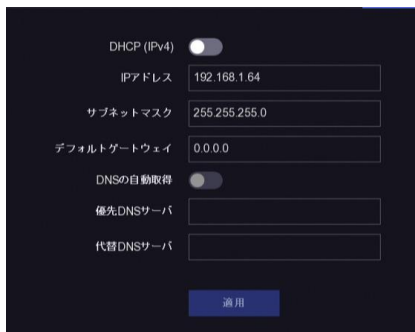 DHCP (IPv4)
IPアドレス 192.168.1.64
サブネットマスク 255.255.255.0
デフォルトゲートウェイ 0.0.0.0
DNSの自動取得
優先DNSサーバ
代替DNSサーバ
適用